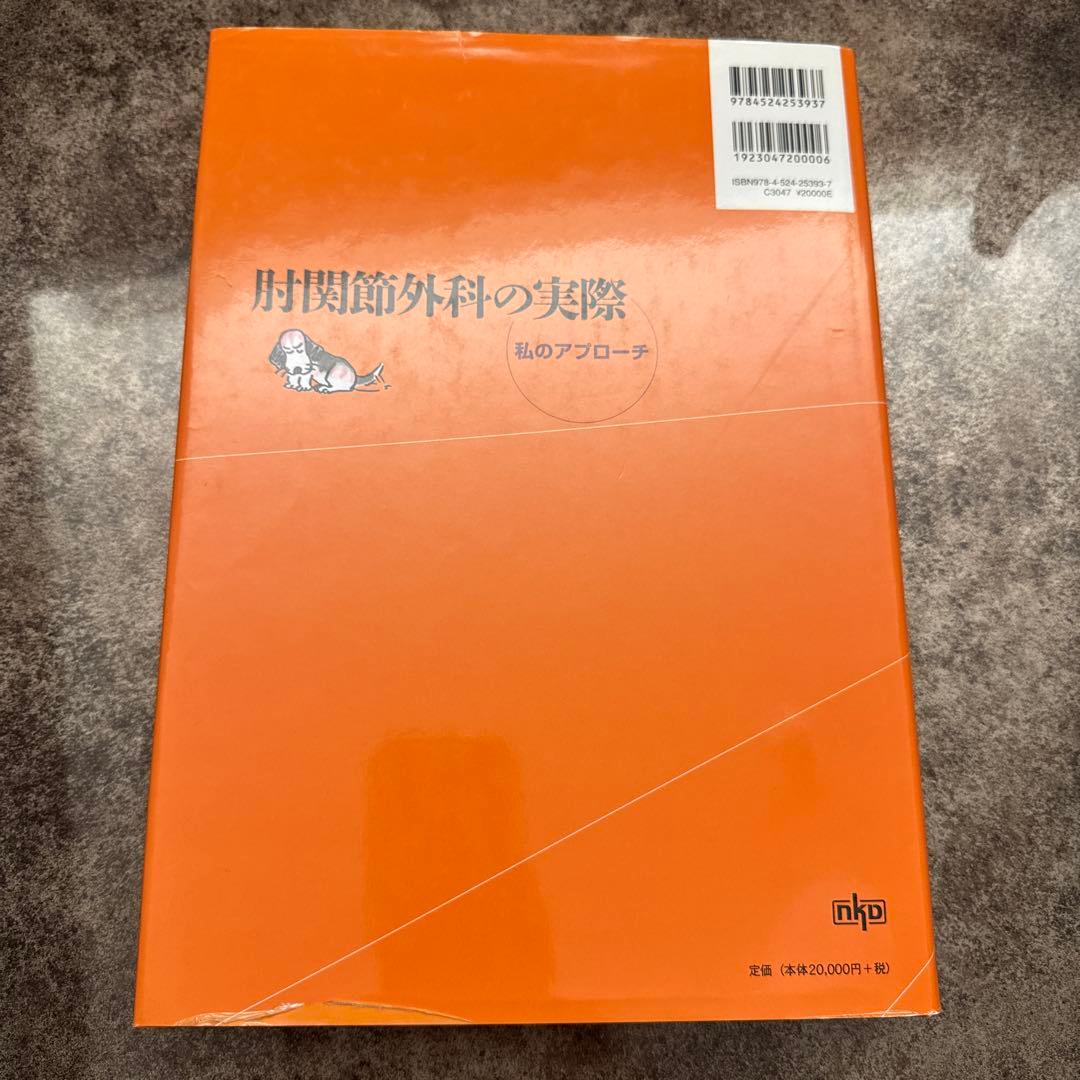 9784524253937
1923047200006
ISBN978-4-524-25393-7
C3047 ¥20000E
肘関節外科の実際
私のアプローチ
nkD
定価（本体20,000円＋税）